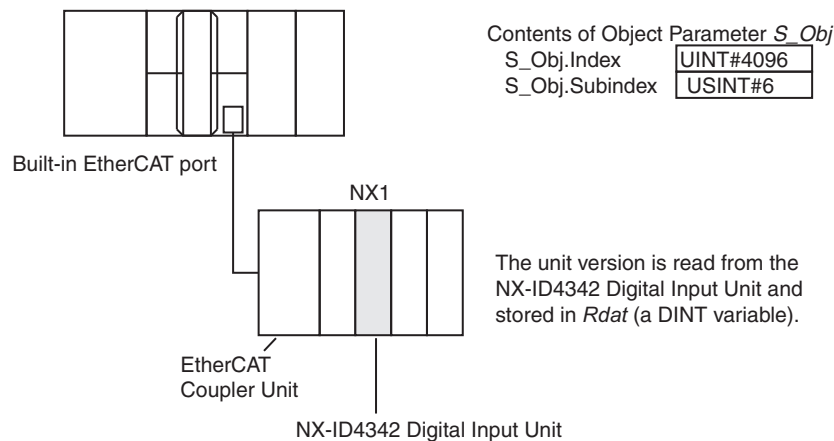 Contents of Object Parameter S_Obj
S_Obj.Index UINT#4096
S_Obj.Subindex USINT#6
Built-in EtherCAT port
NX1
The unit version is read from the
NX-ID4342 Digital Input Unit and
stored in Rdat (a DINT variable).
EtherCAT
Coupler Unit
NX-ID4342 Digital Input Unit